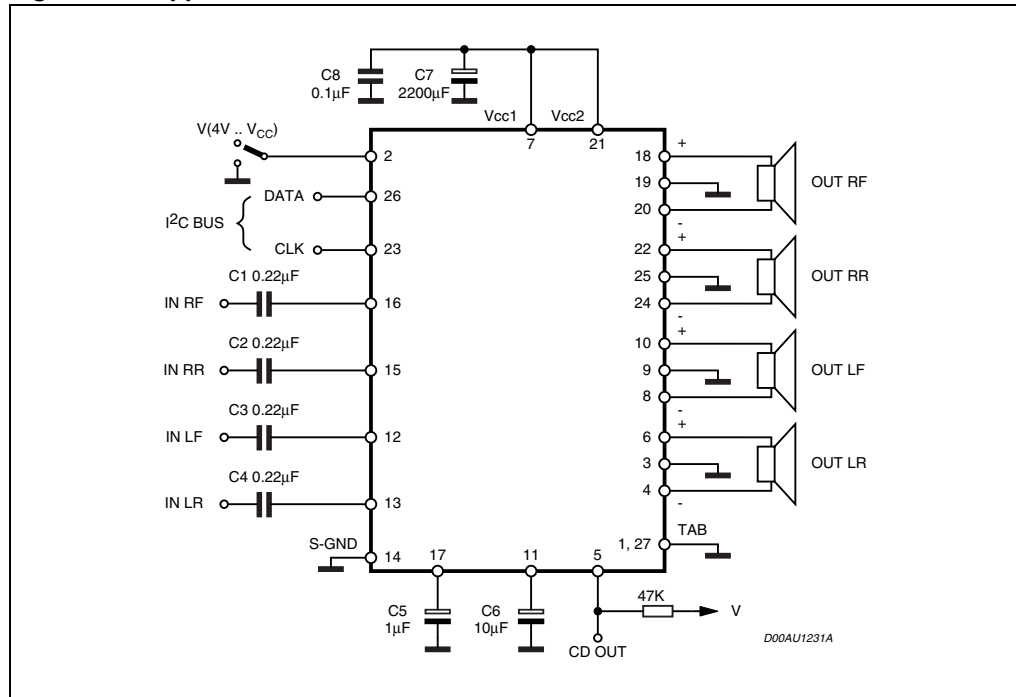 C8
0.1µF
C7
2200µF
Vcc1
Vcc2
7
21
V(4V .. VCC)
2
DATA
26
I2C BUS
CLK
23
C1 0.22µF
IN RF
16
C2 0.22µF
IN RR
15
C3 0.22µF
IN LF
12
C4 0.22µF
IN LR
13
S-GND
14
17
11
5
C5
1µF
C6
10µF
CD OUT
47K
V
18
+
19
20
-
OUT RF
+
22
25
24
-
OUT RR
+
10
9
8
-
OUT LF
+
6
3
4
-
OUT LR
1, 27
TAB
D00AU1231A